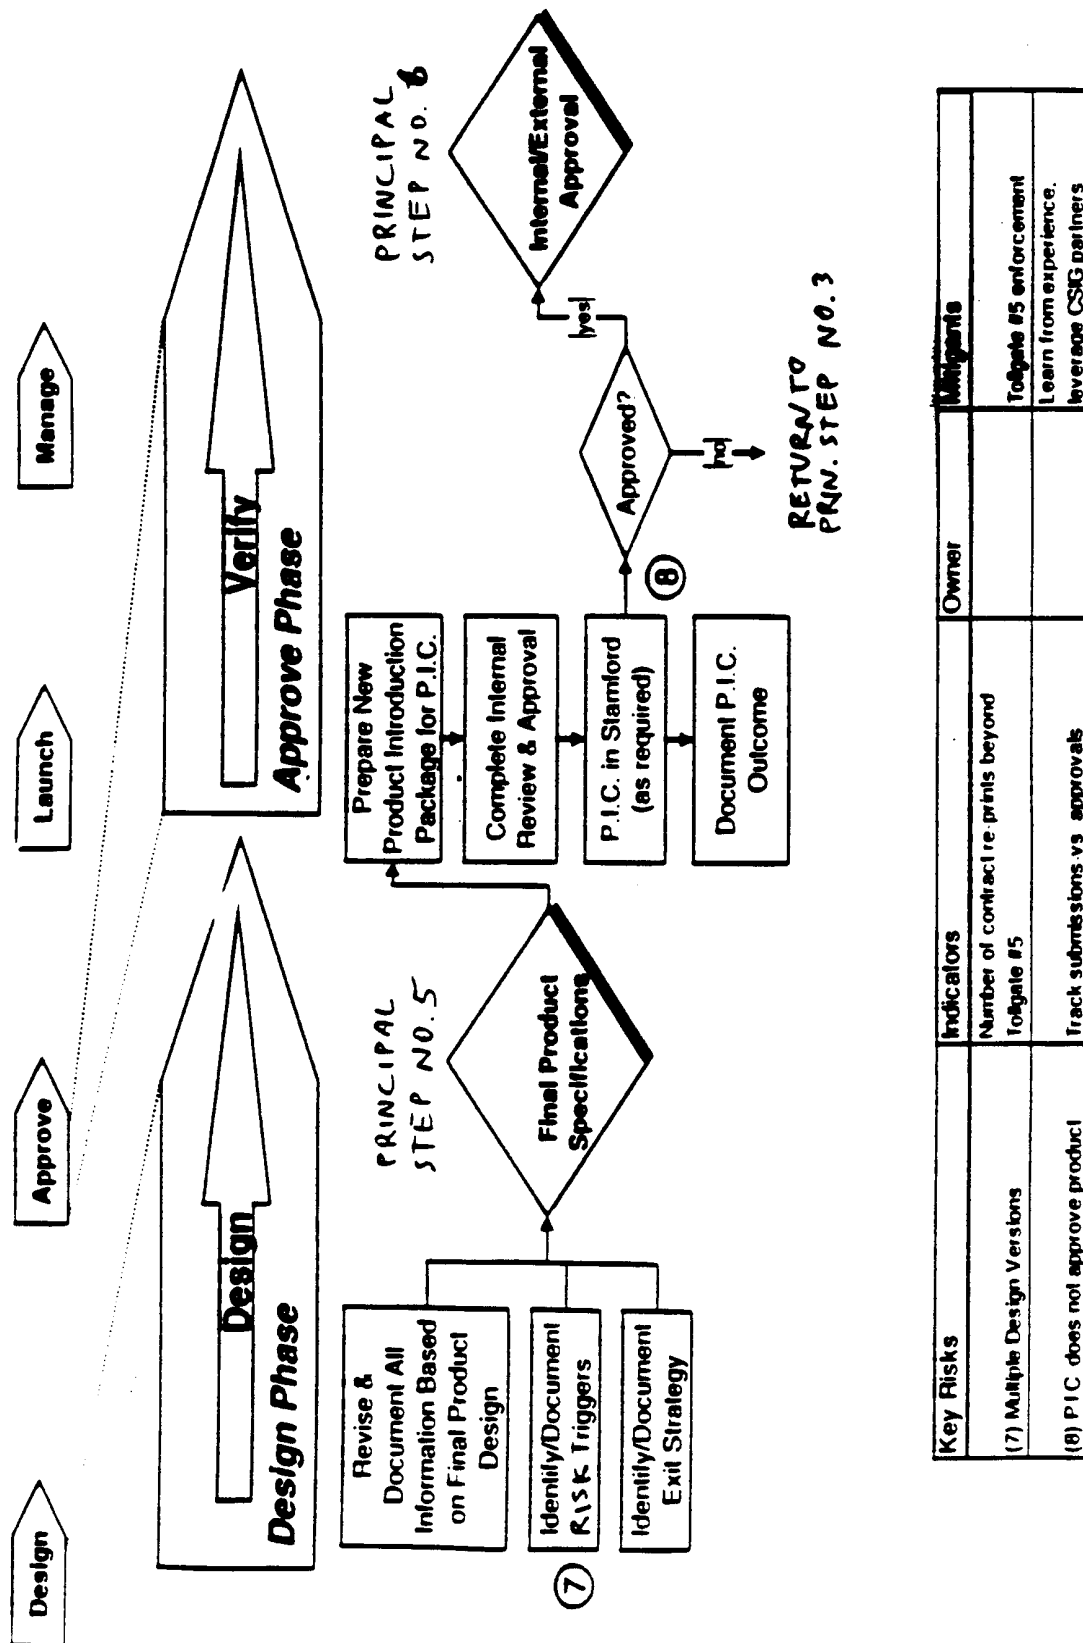 Design
Approve
Launch
Manage
Design
Design Phase
Verify
Approve Phase
Revise &
Document All
Information Based
on Final Product
Design
Identify/Document
RISK Triggers
Identify/Document
Exit Strategy
7
PRINCIPAL
STEP NO. 5
Final Product
Specifications
Prepare New
Product Introduction
Package for P.I.C.
Complete Internal
Review & Approval
P.I.C. in Stamford
(as required)
Document P.I.C.
Outcome
8
Approved?
yes
no
RETURN TO
PRIN. STEP NO.3
PRINCIPAL
STEP NO. 6
Internal/External
Approval
Key Risks Indicators Owner Mitigants
(7) Multiple Design Versions
Number of contract re-prints beyond
Tollgate #5
Tollgate #5 enforcement
(8) P I C does not approve product
Track submissions vs approvals
Learn from experience.
leverage CSIG partners